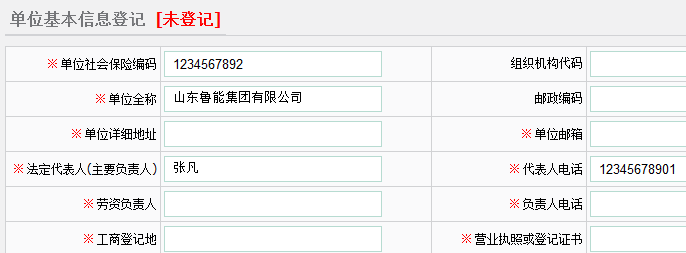 单位基本信息登记 [未登记]
※ 单位社会保险编码 1234567892 组织机构代码
※ 单位全称 山东鲁能集团有限公司 邮政编码
※ 单位详细地址 ※ 单位邮箱
※ 法定代表人(主要负责人) 张凡 ※ 代表人电话 12345678901
※ 劳资负责人 ※ 负责人电话
※ 工商登记地 ※ 营业执照或登记证书